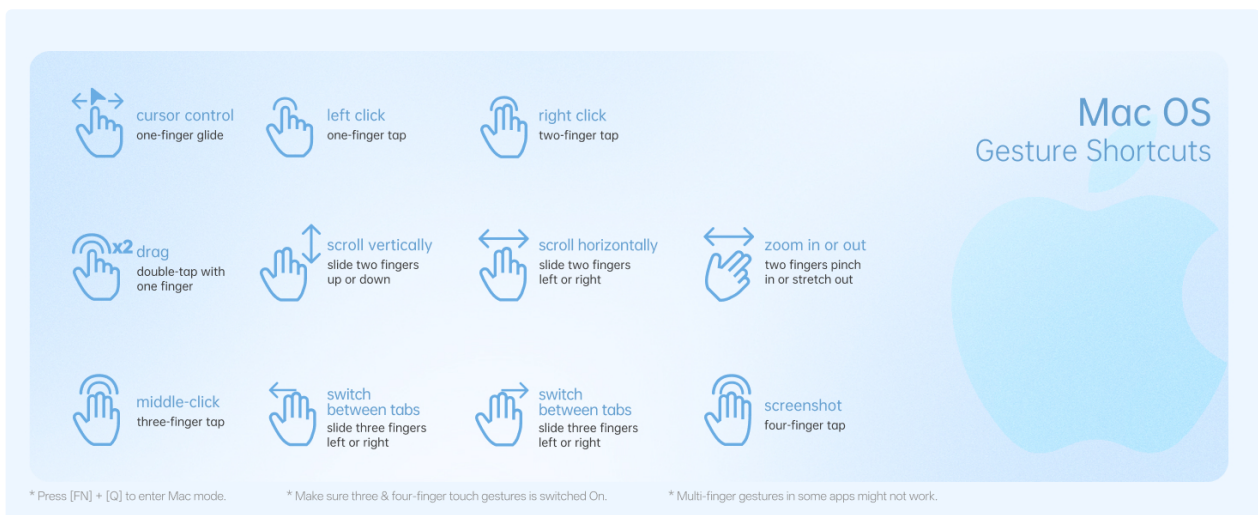 Mac OS
Gesture Shortcuts
cursor control
one-finger glide
left click
one-finger tap
right click
two-finger tap
x2 drag
double-tap with
one finger
scroll vertically
slide two fingers
up or down
scroll horizontally
slide two fingers
left or right
zoom in or out
two fingers pinch
in or stretch out
middle-click
three-finger tap
switch
between tabs
slide three fingers
left or right
switch
between tabs
slide three fingers
left or right
screenshot
four-finger tap
* Press [FN] + [Q] to enter Mac mode.
* Make sure three & four-finger touch gestures is switched On.
* Multi-finger gestures in some apps might not work.